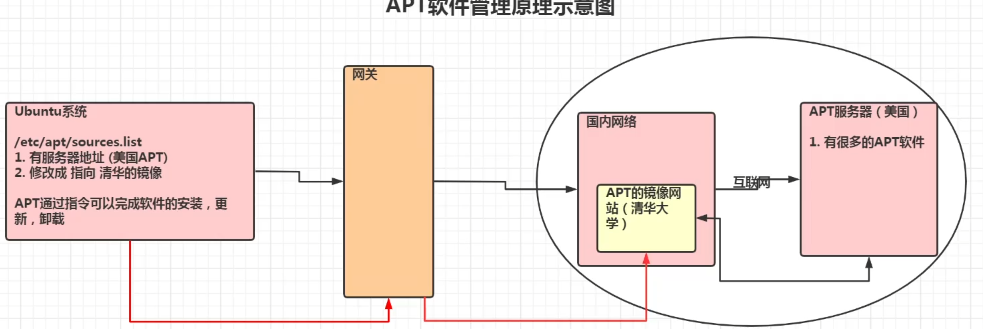 APT软件管理原理示意图
网关
Ubuntu系统
/etc/apt/sources.list
1. 有服务器地址 (美国APT)
2. 修改成 指向 清华的镜像
APT通过指令可以完成软件的安装，更
新，卸载
国内网络
APT的镜像网
站（清华大
学）
互联网
APT服务器（美国）
1. 有很多的APT软件